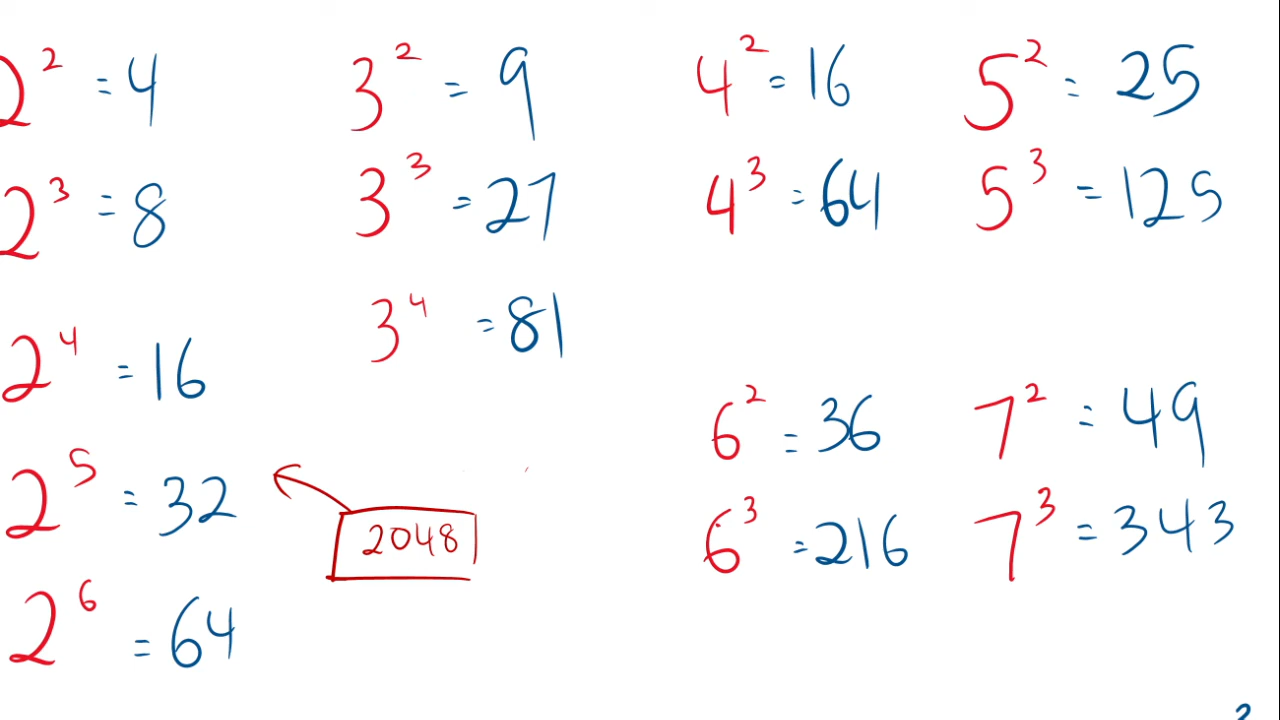 2² = 4
2³ = 8
2⁴ = 16
2⁵ = 32
2⁶ = 64
2048
3² = 9
3³ = 27
3⁴ = 81
4² = 16
4³ = 64
5² = 25
5³ = 125
6² = 36
6³ = 216
7² = 49
7³ = 343